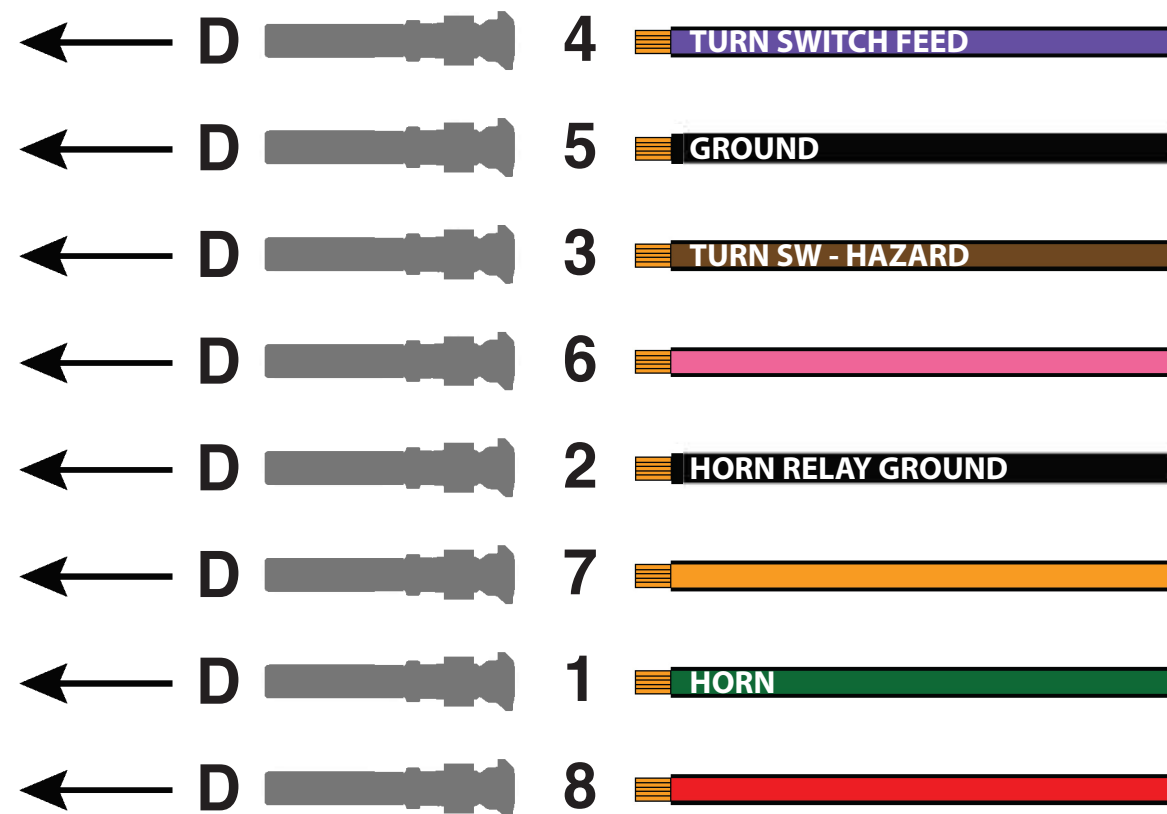 D 4 TURN SWITCH FEED
D 5 GROUND
D 3 TURN SW - HAZARD
D 6
D 2 HORN RELAY GROUND
D 7
D 1 HORN
D 8